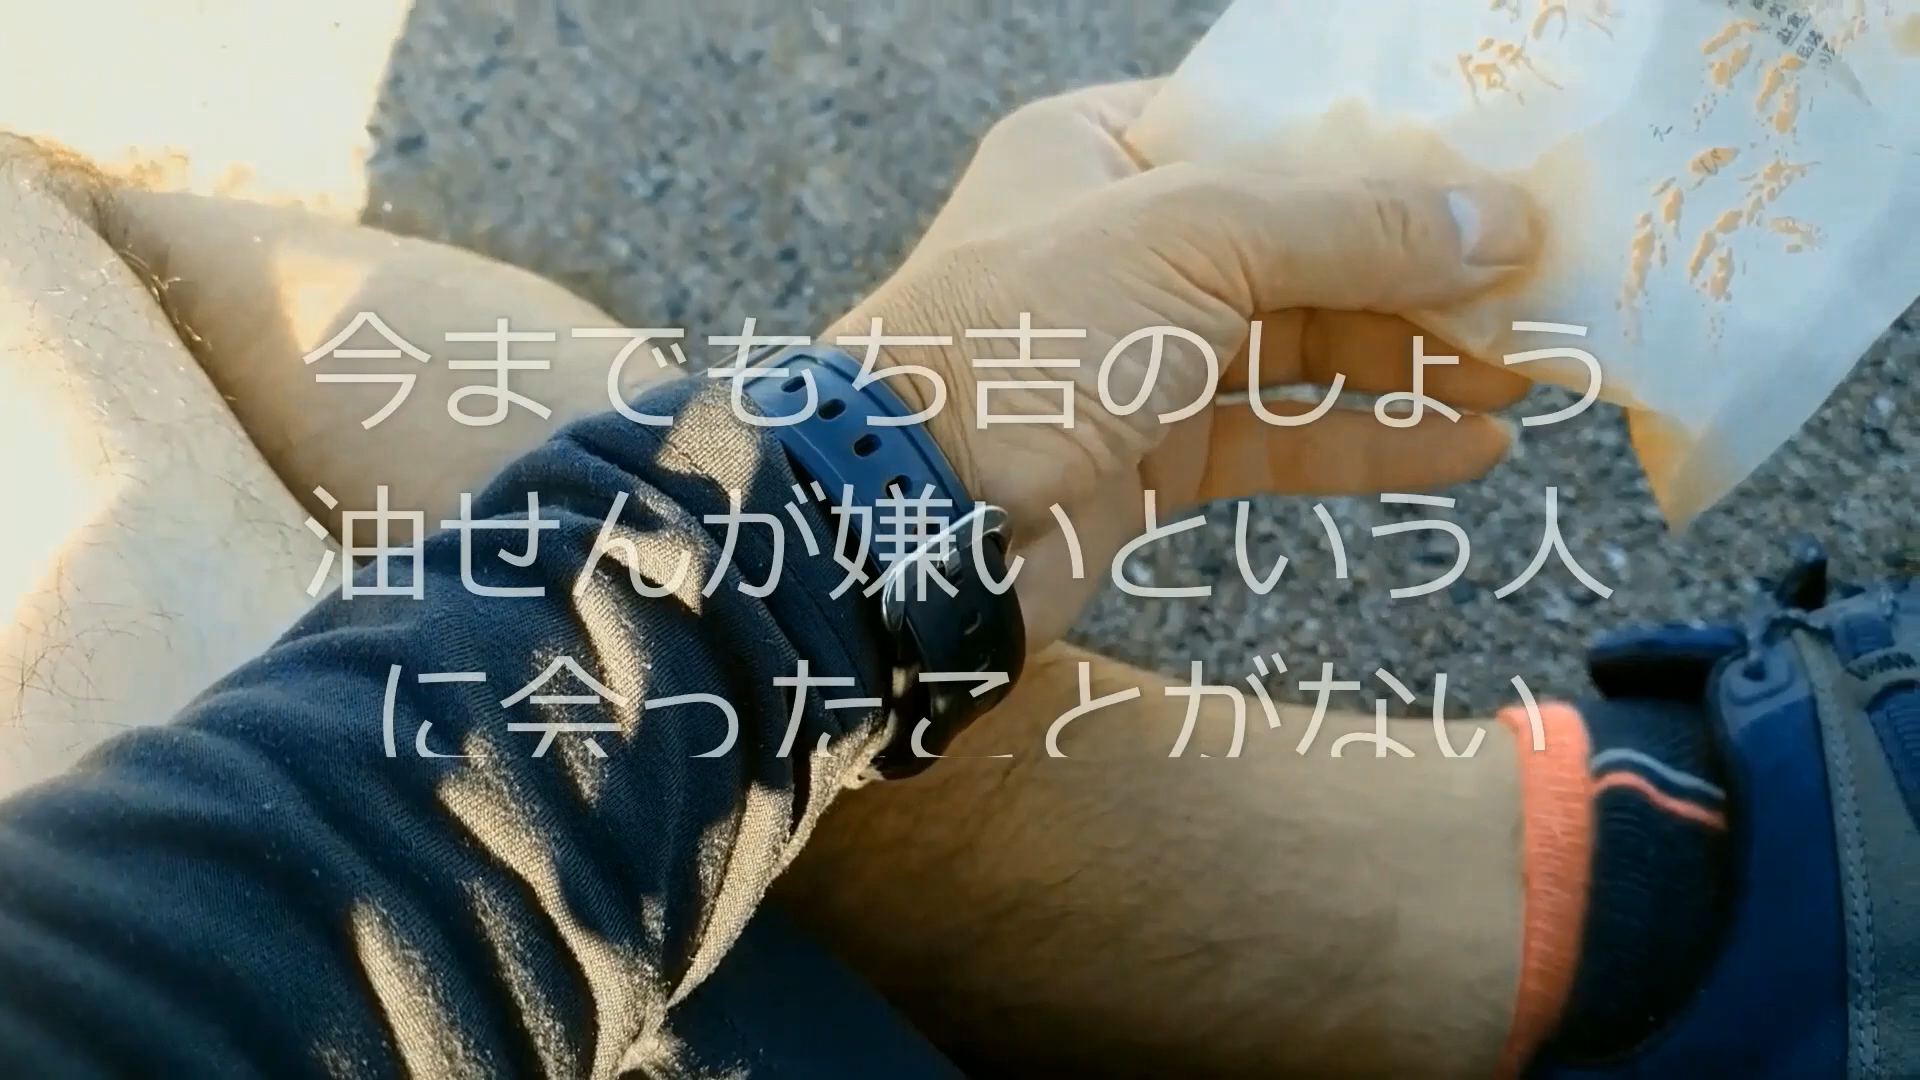 今までもち吉のしょう
油せんが嫌いという人
に会ったことがない